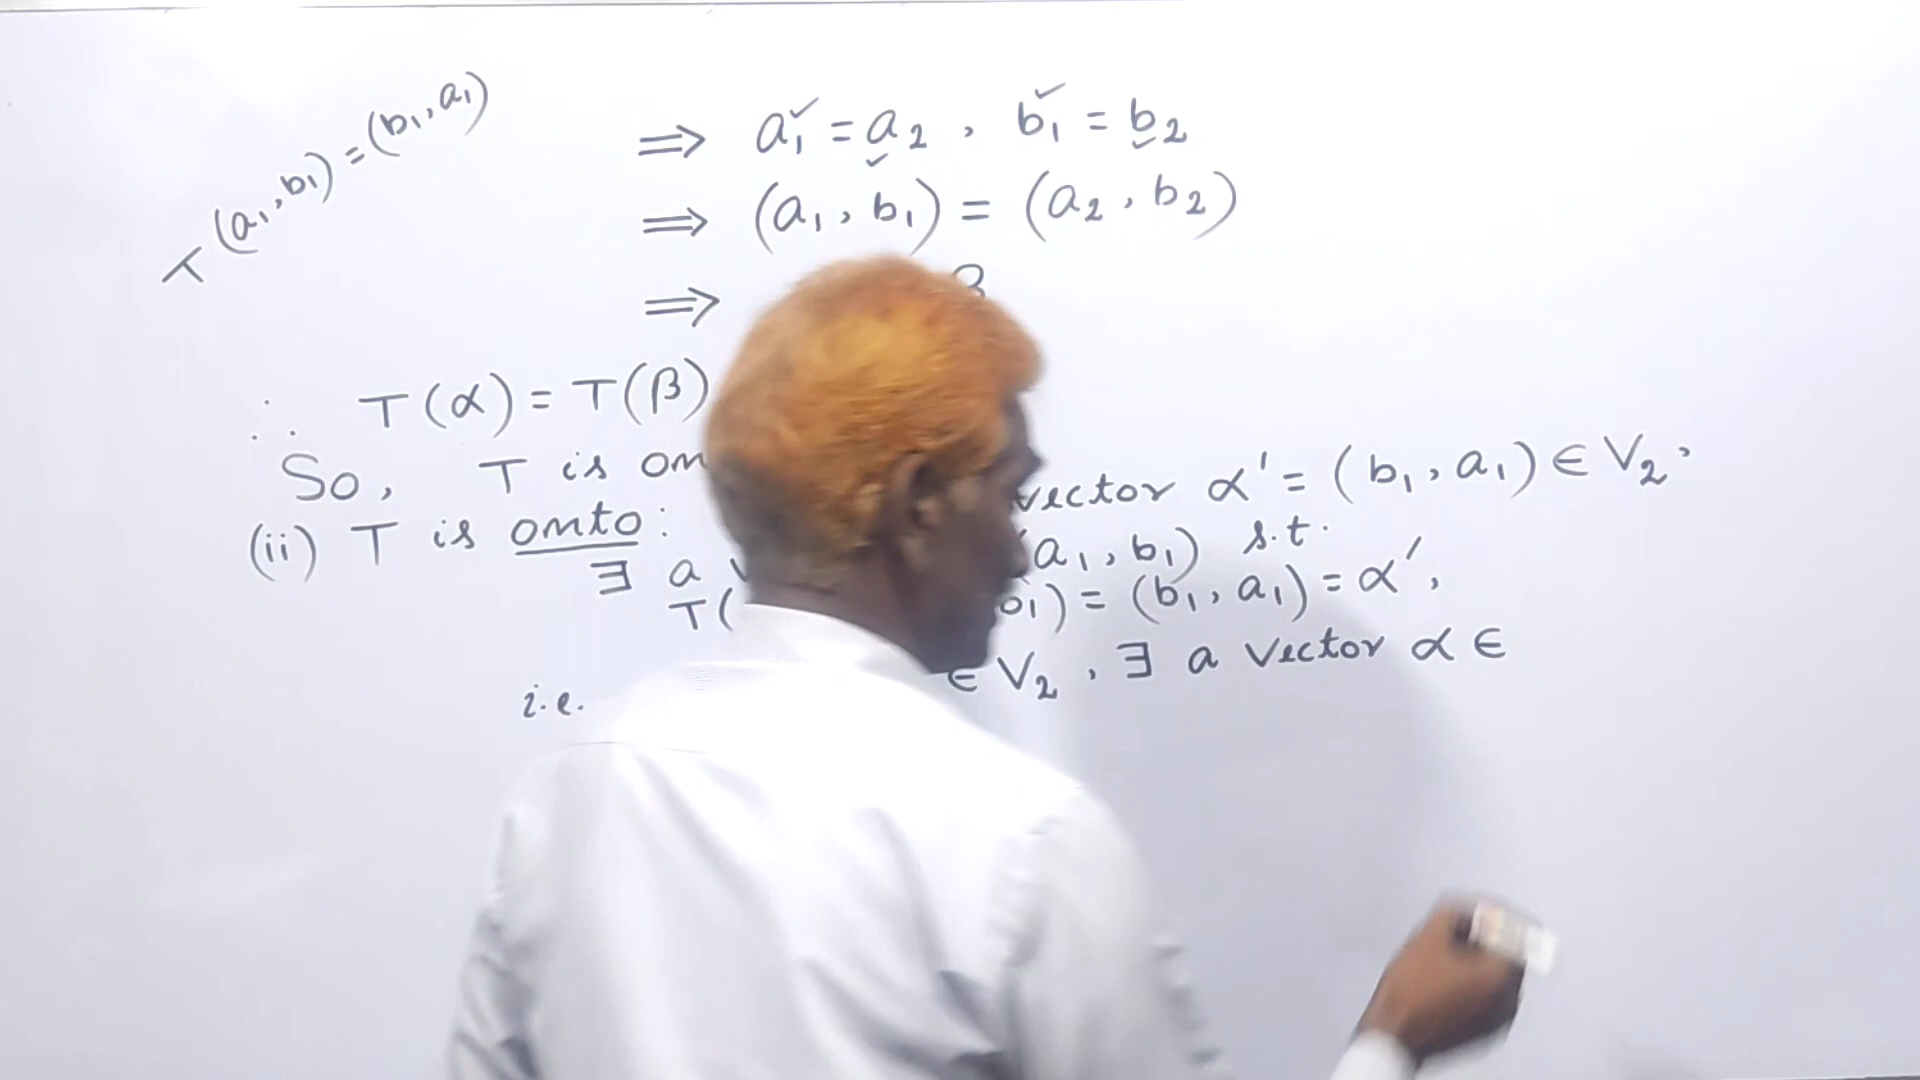 T(a₁, b₁) = (b₁, a₁)
⟹ a₁ = a₂, b₁ = b₂
⟹ (a₁, b₁) = (a₂, b₂)
⟹ β
∴ T(α) = T(β)
So, T is
(ii) T is onto: vector α' = (b₁, a₁) ∈ V₂,
∃ a (a₁, b₁) s.t.
T( b₁) = (b₁, a₁) = α',
i.e. ∈ V₂, ∃ a vector α ∈